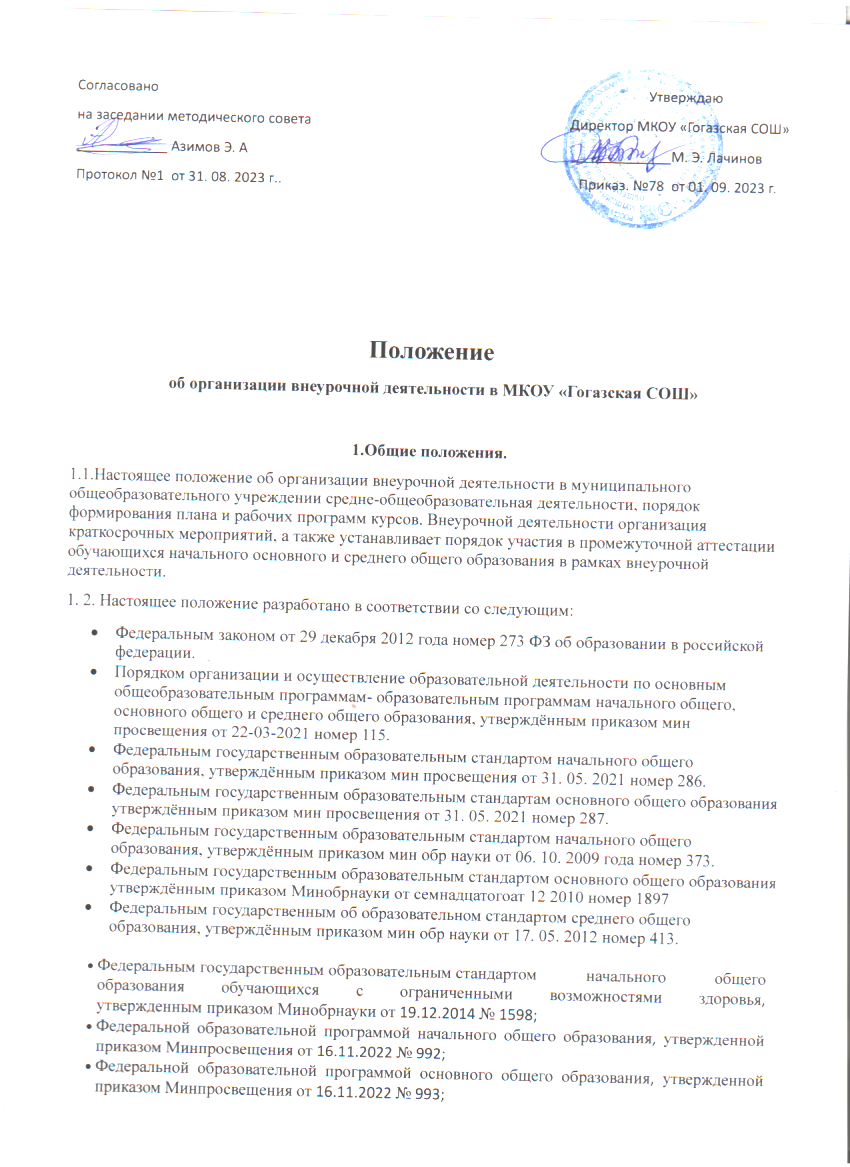 Согласовано
на заседании методического совета
Азимов Э. А
Протокол №1 от 31. 08. 2023 г..
Утверждаю
Директор МКОУ «Гогазская СОШ»
М. Э. Лачинов
Приказ. №78 от 01. 09. 2023 г.
Положение
об организации внеурочной деятельности в МКОУ «Гогазская СОШ»
1.Общие положения.
1.1.Настоящее положение об организации внеурочной деятельности в муниципального
общеобразовательного учреждении средне-общеобразовательная деятельности, порядок
формирования плана и рабочих программ курсов. Внеурочной деятельности организация
краткосрочных мероприятий, а также устанавливает порядок участия в промежуточной аттестации
обучающихся начального основного и среднего общего образования в рамках внеурочной
деятельности.
1. 2. Настоящее положение разработано в соответствии со следующим:
• Федеральным законом от 29 декабря 2012 года номер 273 ФЗ об образовании в российской
федерации.
• Порядком организации и осуществление образовательной деятельности по основным
общеобразовательным программам- образовательным программам начального общего,
основного общего и среднего общего образования, утверждённым приказом мин
просвещения от 22-03-2021 номер 115.
• Федеральным государственным образовательным стандартом начального общего
образования, утверждённым приказом мин просвещения от 31. 05. 2021 номер 286.
• Федеральным государственным образовательным стандартам основного общего образования
утверждённым приказом мин просвещения от 31. 05. 2021 номер 287.
• Федеральным государственным образовательным стандартом начального общего
образования, утверждённым приказом мин обр науки от 06. 10. 2009 года номер 373.
• Федеральным государственным образовательным стандартом основного общего образования
утверждённым приказом Минобрнауки от семнадцатогоат 12 2010 номер 1897
• Федеральным государственным об образовательном стандартом среднего общего
образования, утверждённым приказом мин обр науки от 17. 05. 2012 номер 413.
• Федеральным государственным образовательным стандартом начального общего
образования обучающихся с ограниченными возможностями здоровья,
утвержденным приказом Минобрнауки от 19.12.2014 № 1598;
• Федеральной образовательной программой начального общего образования, утвержденной
приказом Минпросвещения от 16.11.2022 № 992;
• Федеральной образовательной программой основного общего образования, утвержденной
приказом Минпросвещения от 16.11.2022 № 993;